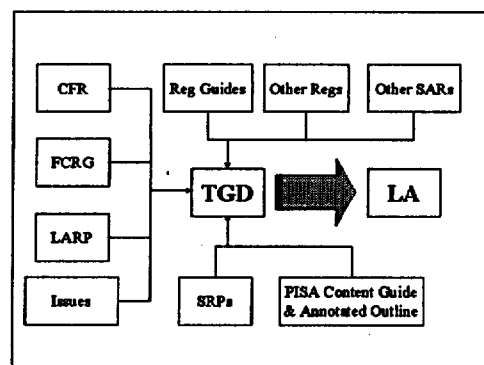 CFR
Reg Guides
Other Regs
Other SARs
FCRG
TGD
LA
LARP
Issues
SRPs
PISA Content Guide
& Annotated Outline